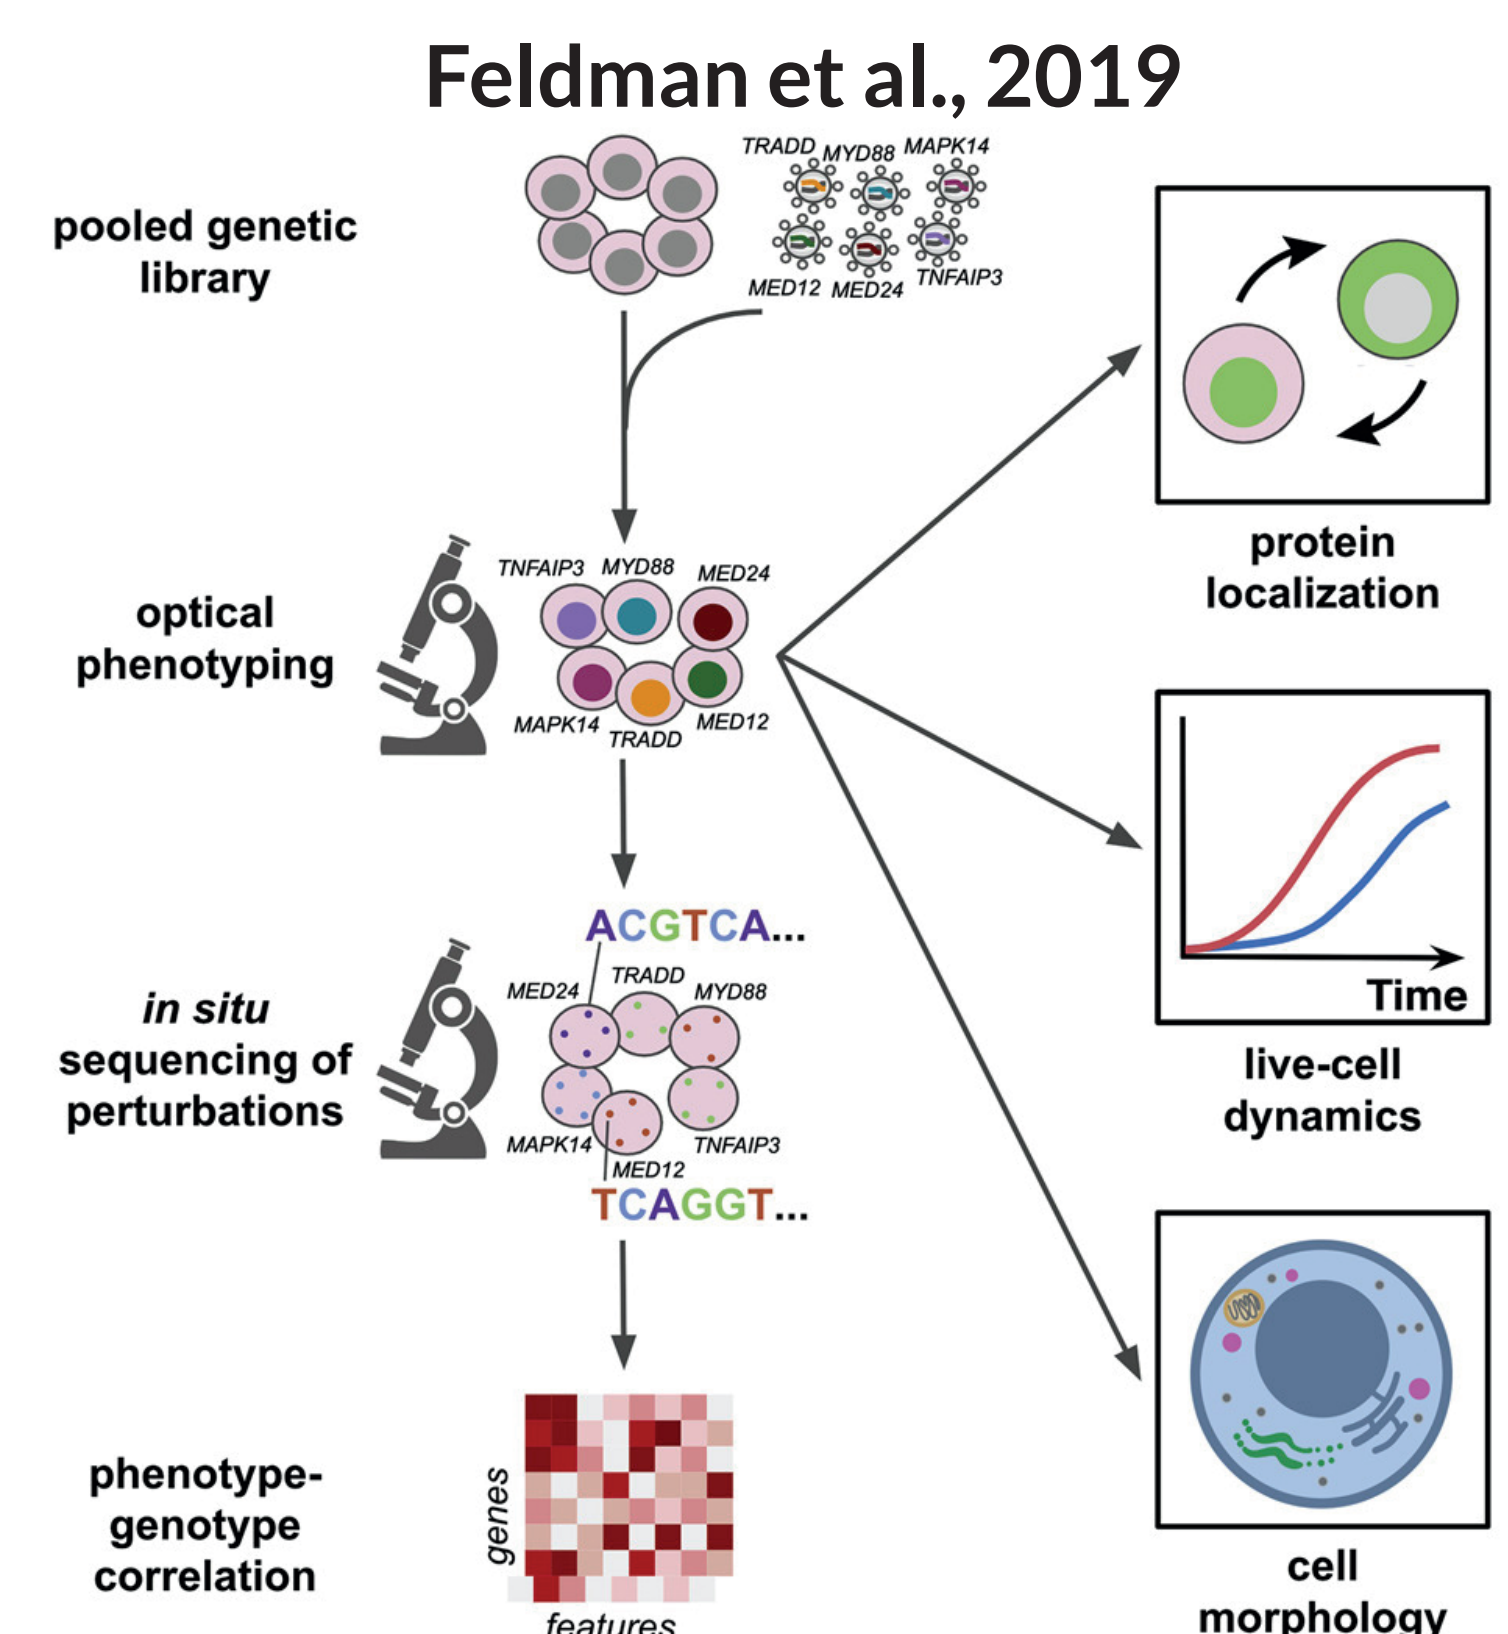 Feldman et al., 2019
pooled genetic
library
TRADD MYD88 MAPK14
MED12 MED24 TNFAIP3
optical
phenotyping
TNFAIP3 MYD88 MED24
MAPK14 TRADD MED12
in situ
sequencing of
perturbations
ACGTCA...
MED24 TRADD MYD88
MAPK14 MED12 TNFAIP3
TCAGGT...
phenotype-
genotype
correlation
genes
features
protein
localization
Time
live-cell
dynamics
cell
morphology